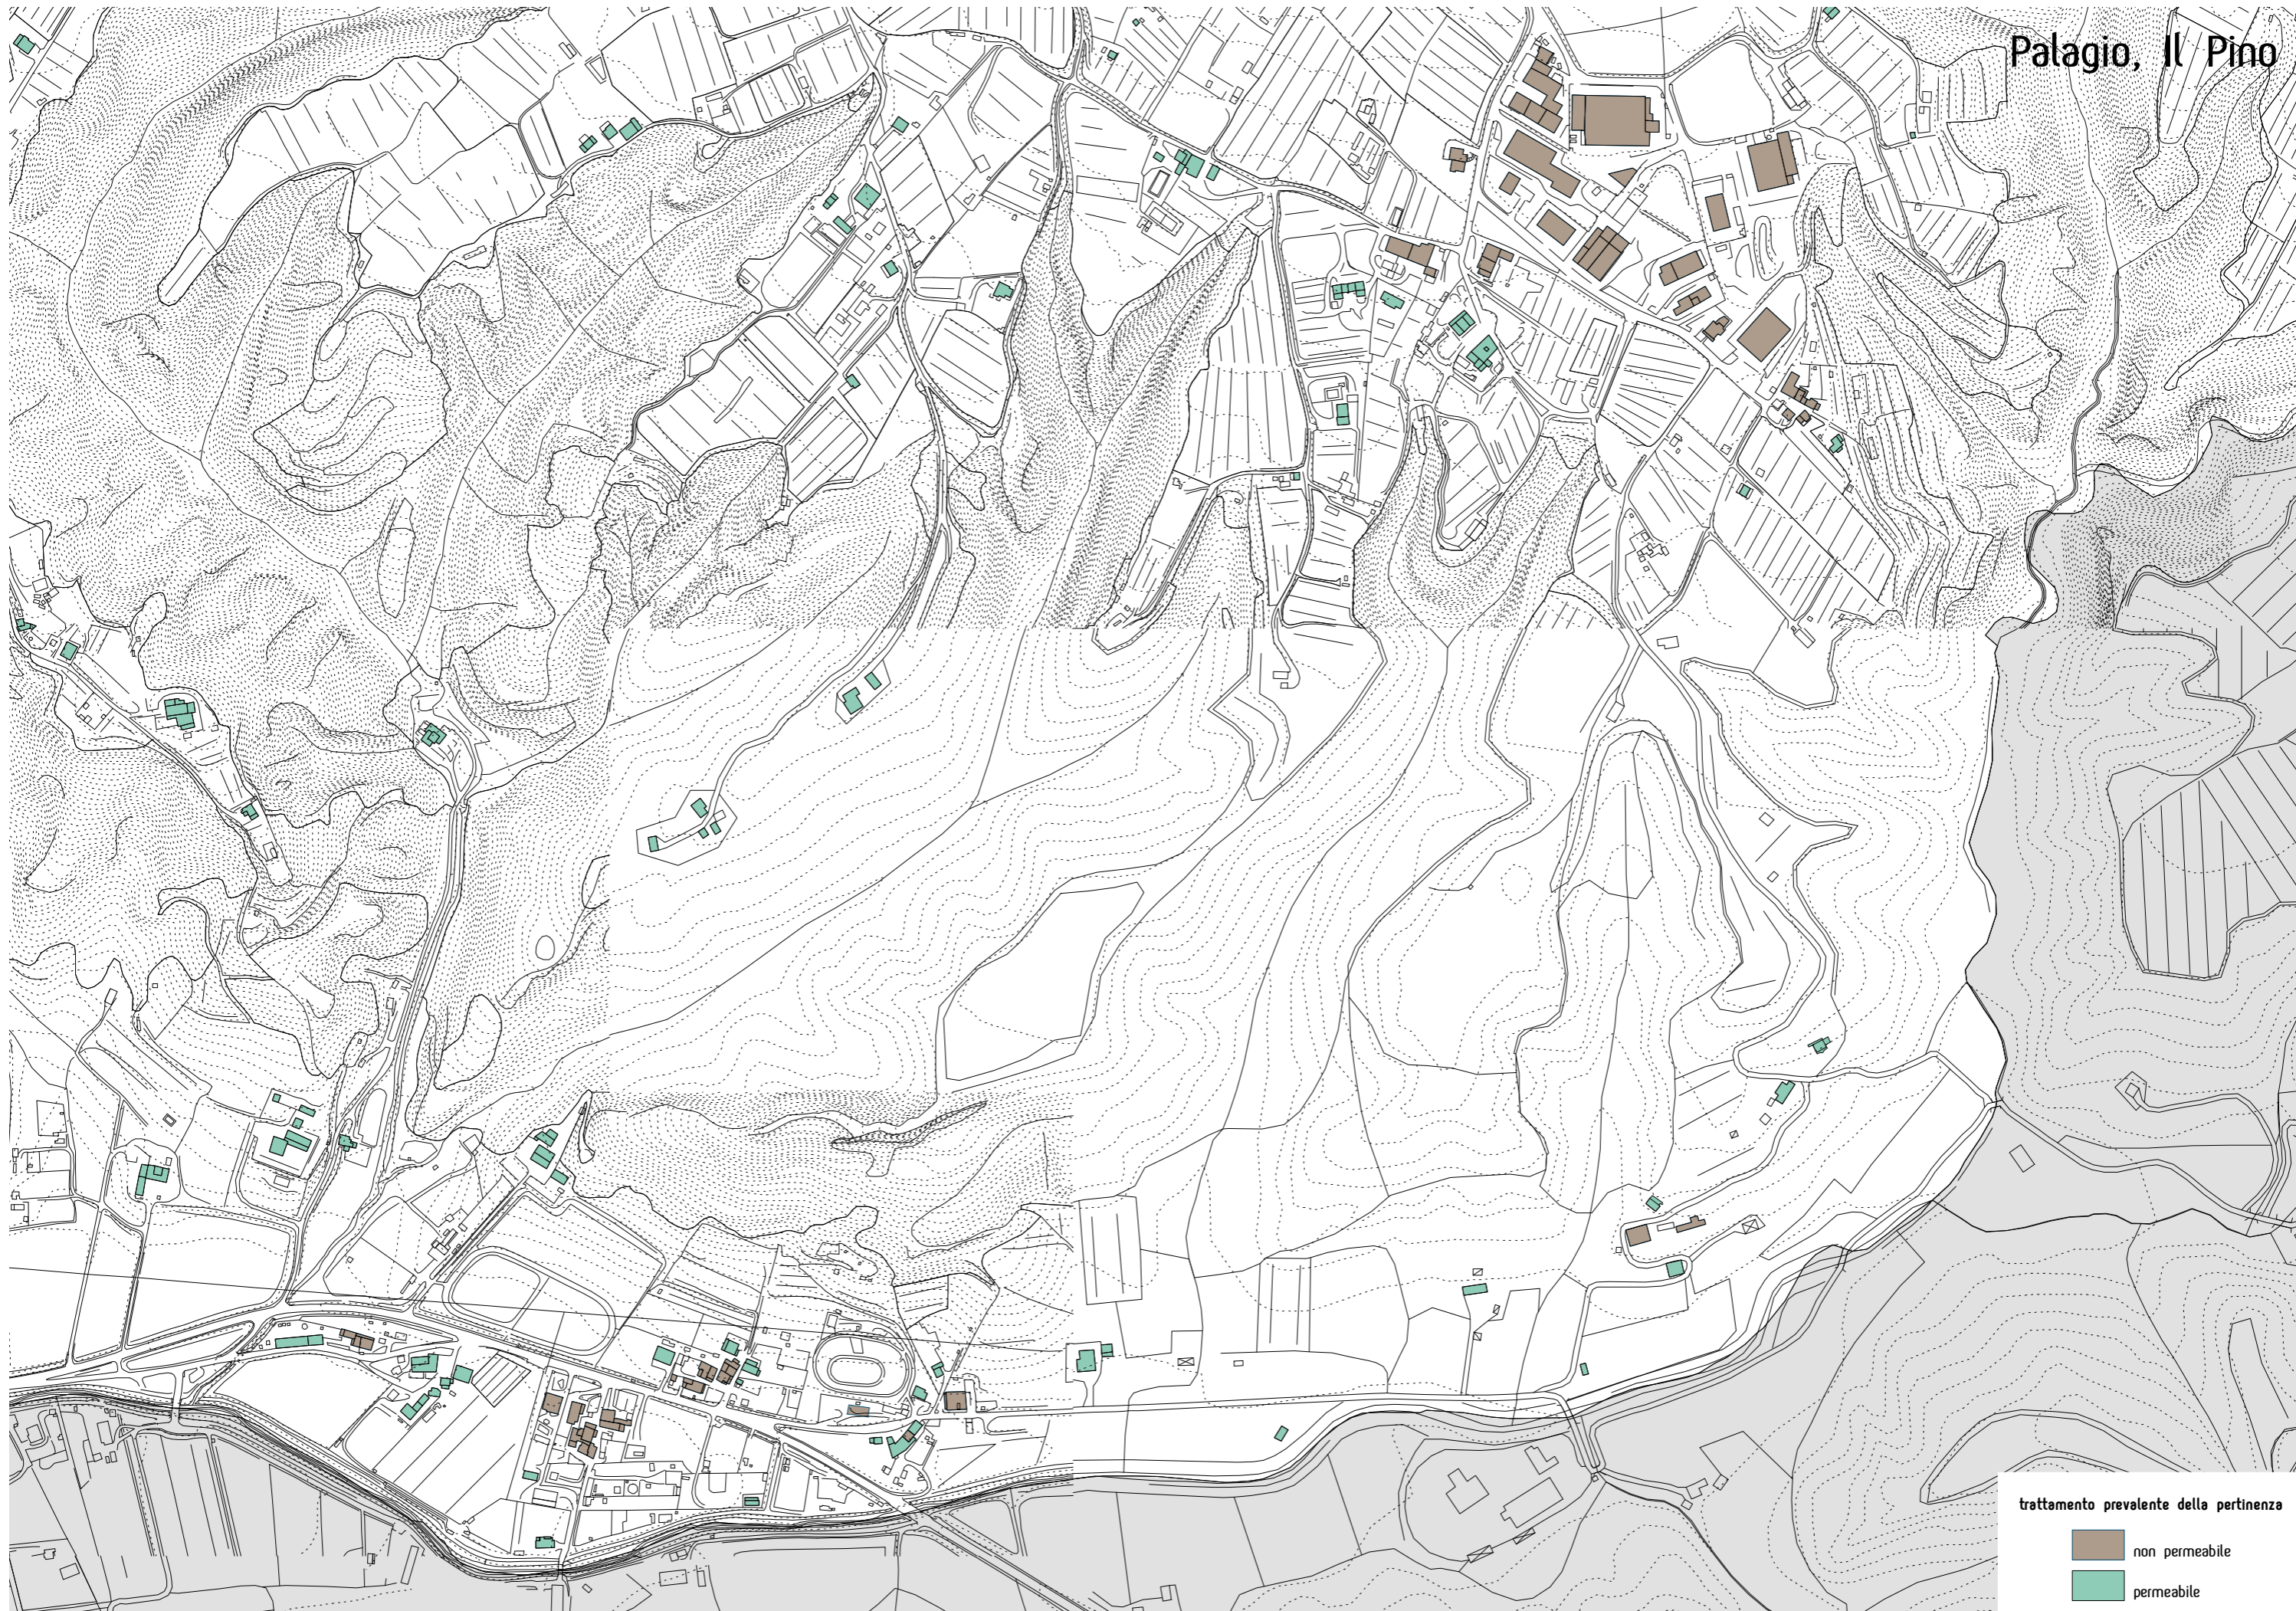 Palagio, Il Pino
trattamento prevalente della pertinenza
non permeabile
permeabile